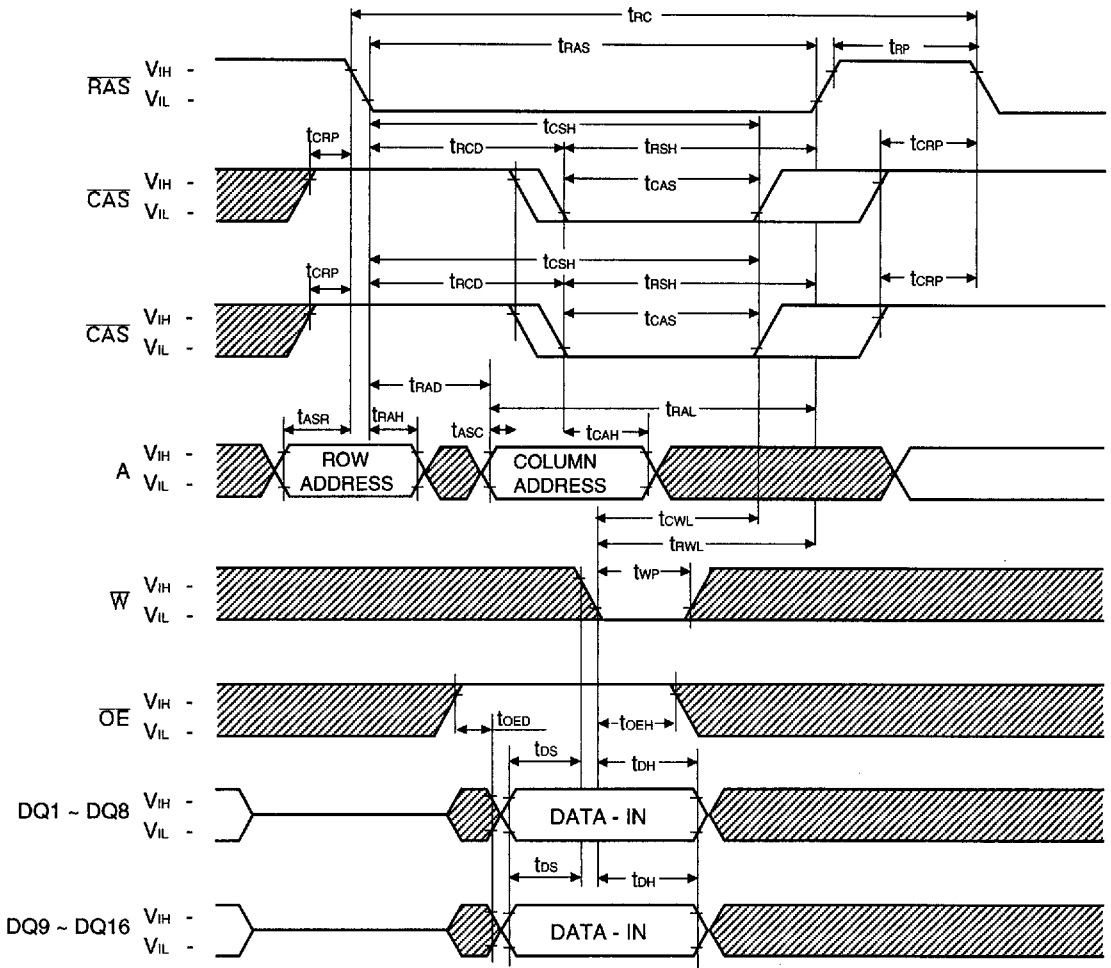 tRC
tRAS
tRP
RAS
VIH -
VIL -
tCSH
tCRP
tRCD
tRSH
tCRP
CAS
VIH -
VIL -
tCAS
tCSH
tCRP
tRCD
tRSH
tCRP
CAS
VIH -
VIL -
tCAS
tRAD
tRAL
tASR
tRAH
tASC
tCAH
A
VIH -
VIL -
ROW
ADDRESS
COLUMN
ADDRESS
tCWL
tRWL
tWP
W
VIH -
VIL -
OE
VIH -
VIL -
tOED
tOEH
tDS
tDH
DQ1 ~ DQ8
VIH -
VIL -
DATA - IN
tDS
tDH
DQ9 ~ DQ16
VIH -
VIL -
DATA - IN